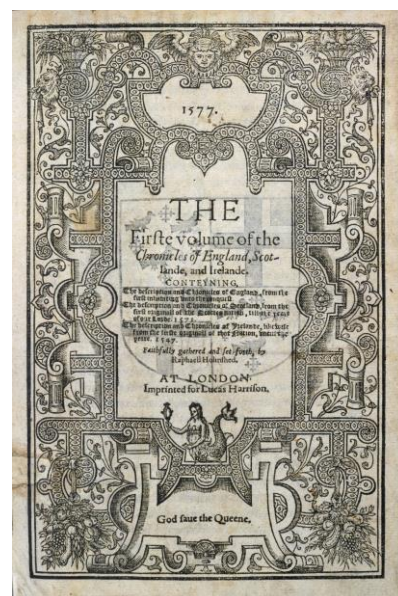 1577.
THE
Firste volume of the
Chronicles of England, Scot-
lande, and Irelande.
CONTEYNING,
The description and Chronicles of England, from the
first inhabiting vnto the conquest
The description and Chronicles of Scotland, from the
first originall of the Scottes nation, till the yeare
of our Lorde. 1571.
The description and Chronicles of Yrelande, likewise
from the firste originall of that Nation, vntill the
yeare. 1547.
Faithfully gathered and set forth, by
Raphaell Holinshed.
AT LONDON,
Imprinted for Lucas Harrison.
God saue the Queene.